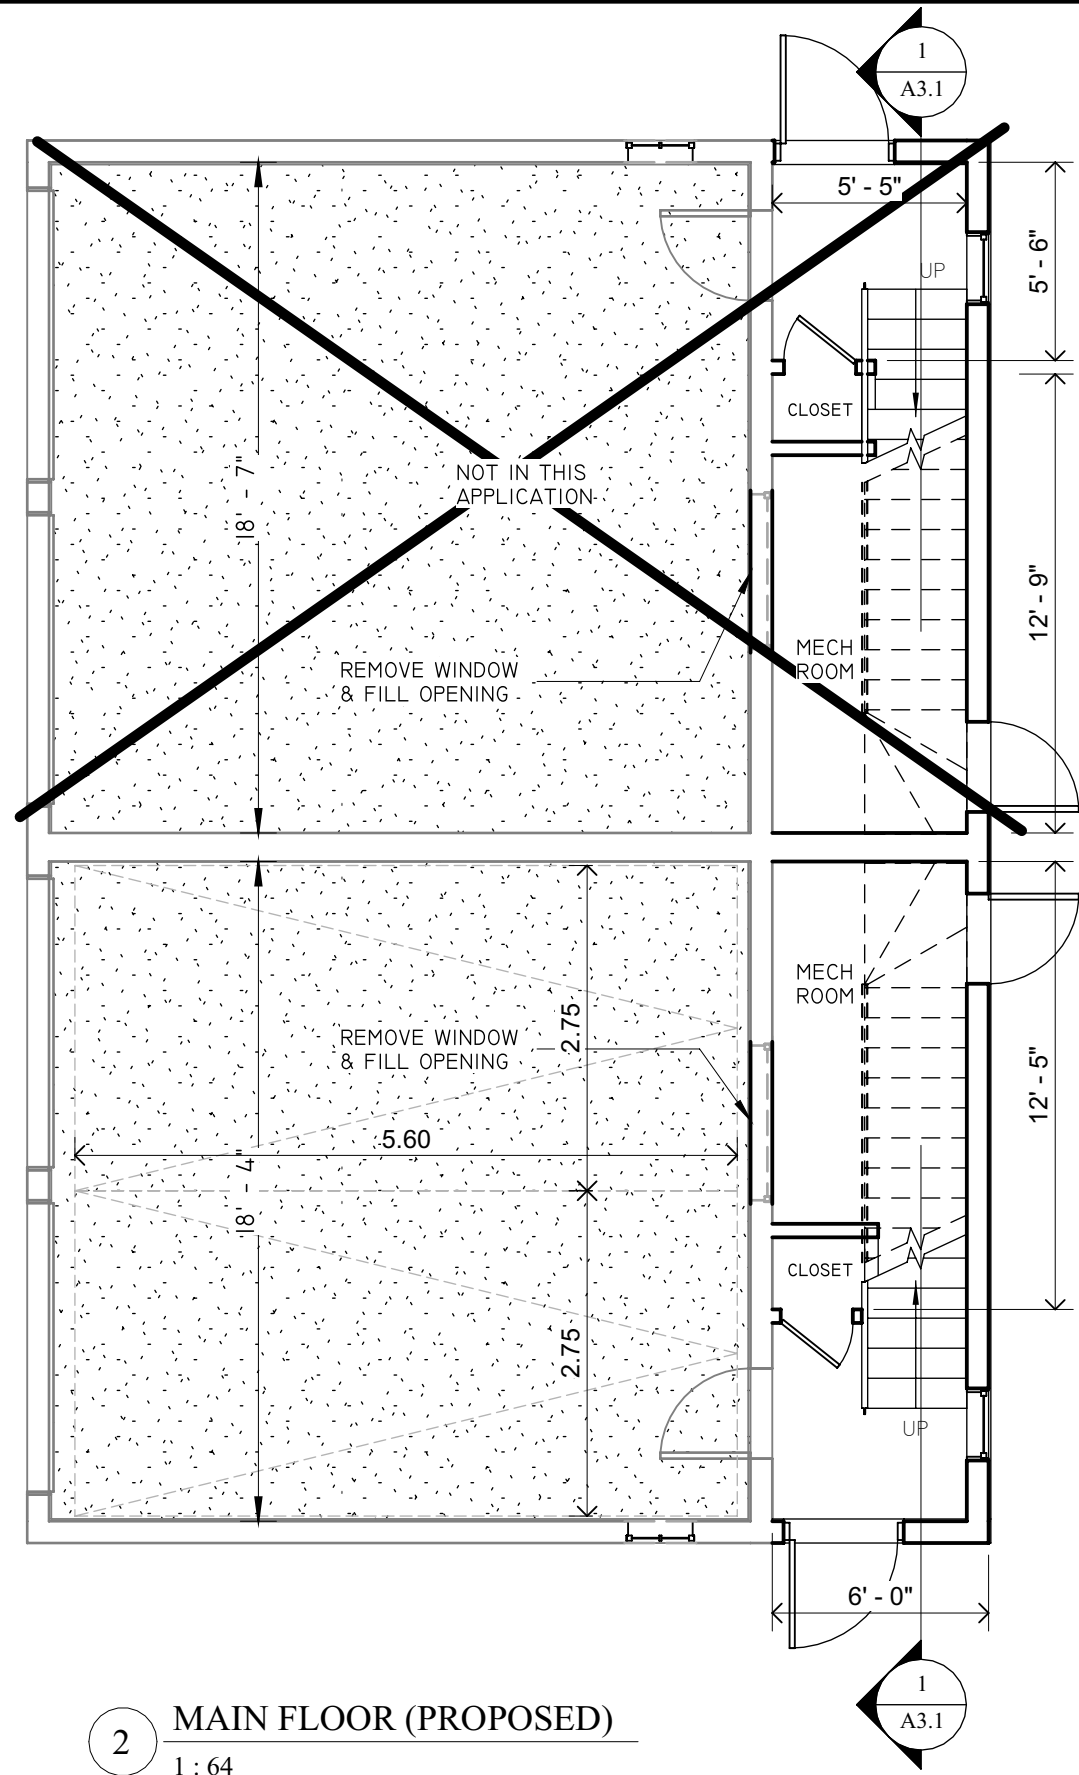 1
A3.1
5' - 5"
5' - 6"
UP
CLOSET
NOT IN THIS
APPLICATION
18' - 7"
12' - 9"
REMOVE WINDOW
& FILL OPENING
MECH
ROOM
MECH
ROOM
2.75
REMOVE WINDOW
& FILL OPENING
12' - 5"
5.60
18' - 4"
CLOSET
2.75
UP
6' - 0"
1
A3.1
2
MAIN FLOOR (PROPOSED)
1 : 64